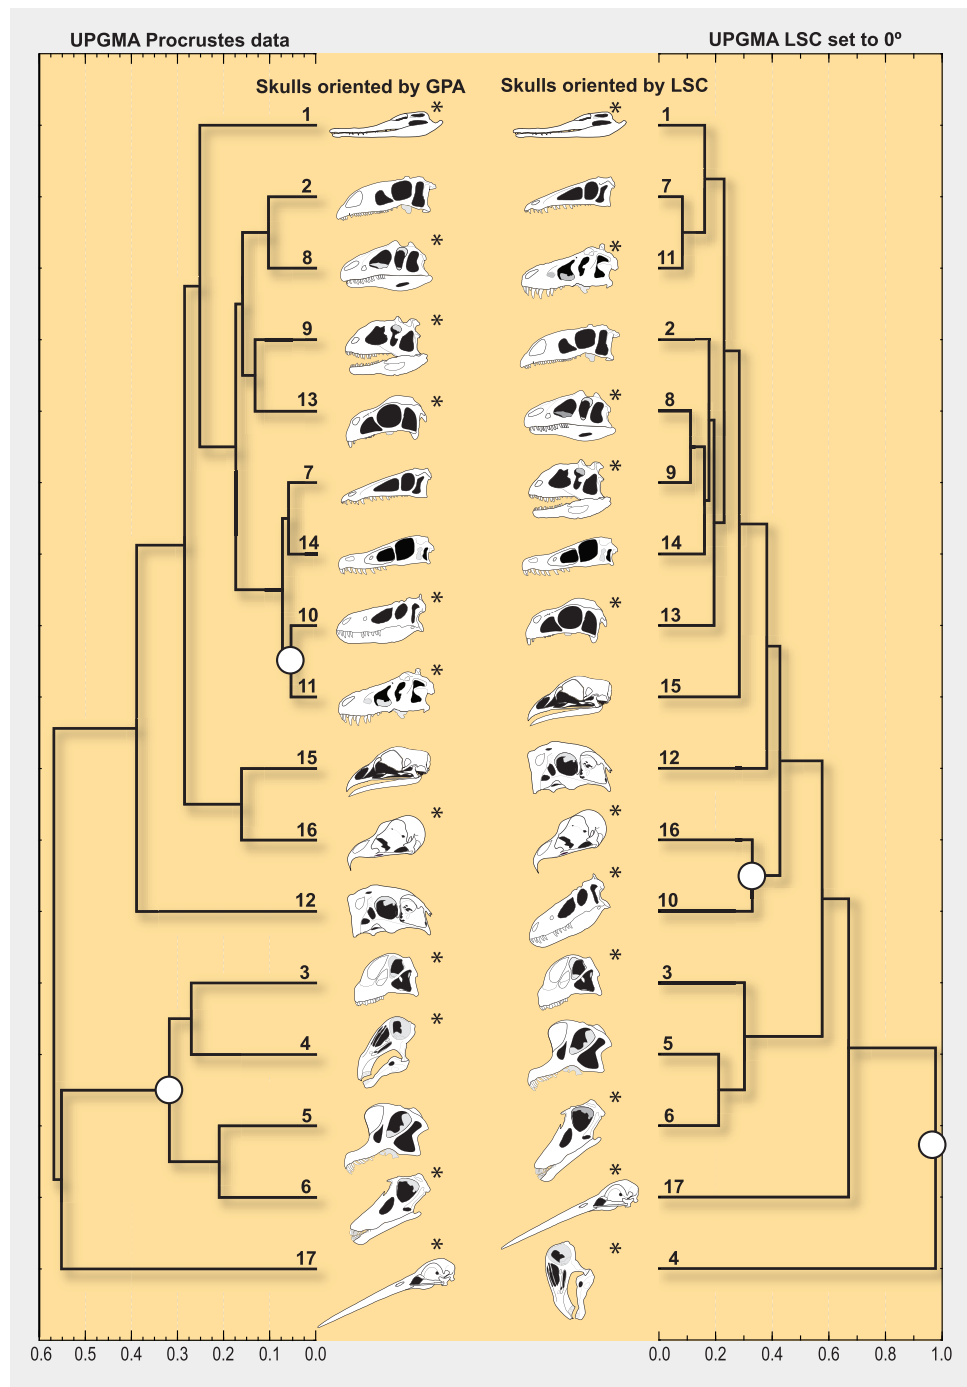 UPGMA Procrustes data
UPGMA LSC set to 0º
Skulls oriented by GPA
Skulls oriented by LSC
1 * * 1
2 7
8 * * 11
9 * 2
13 * * 8
7 * 9
14 14
10 * * 13
11 * 15
15 12
16 * 16
12 * 10
3 * * 3
4 * 5
5 * 6
6 * * 17
17 * * 4
0.6 0.5 0.4 0.3 0.2 0.1 0.0 0.0 0.2 0.4 0.6 0.8 1.0